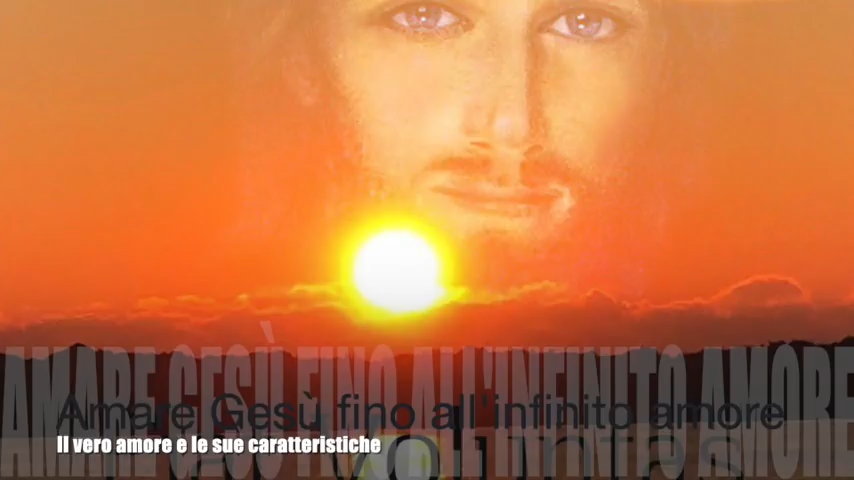 AMARE GESÙ FINO ALL'INFINITO AMORE
Amare Gesù fino all'infinito amore
Il vero amore e le sue caratteristiche